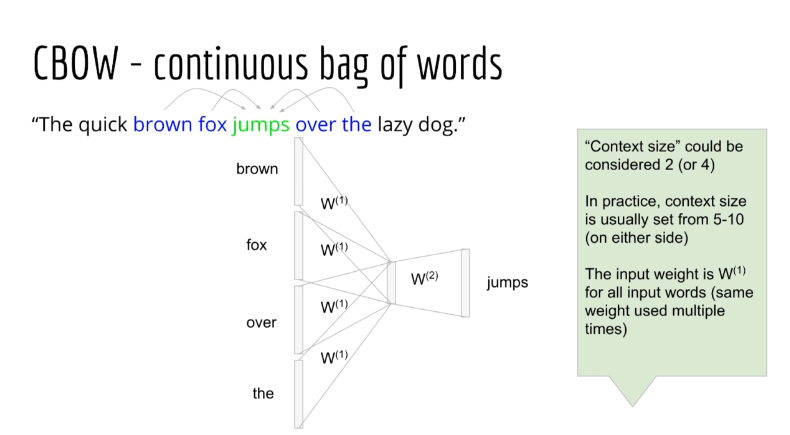 CBOW - continuous bag of words
“The quick brown fox jumps over the lazy dog.”
brown
fox
over
the
W⁽¹⁾
W⁽¹⁾
W⁽¹⁾
W⁽¹⁾
W⁽²⁾
jumps
“Context size” could be
considered 2 (or 4)
In practice, context size
is usually set from 5-10
(on either side)
The input weight is W⁽¹⁾
for all input words (same
weight used multiple
times)